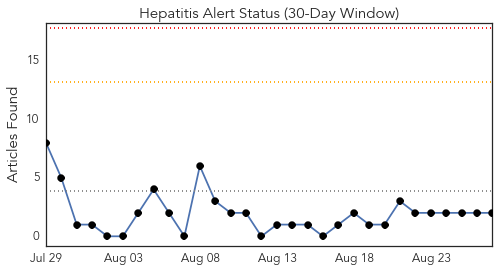 Hepatitis Alert Status (30-Day Window)
Articles Found
15
10
5
0
Jul 29 Aug 03 Aug 08 Aug 13 Aug 18 Aug 23